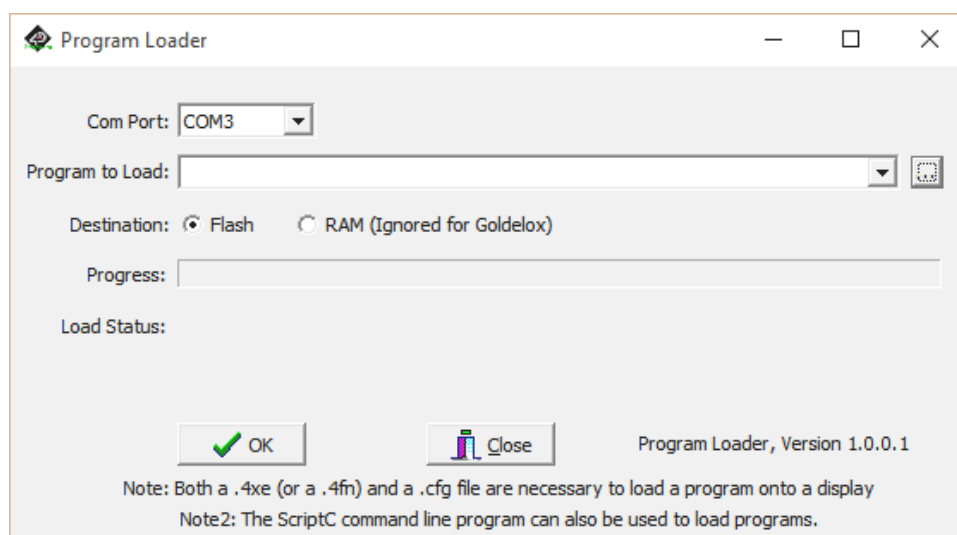 Program Loader
Com Port: COM3
Program to Load: ...
Destination: Flash RAM (Ignored for Goldelox)
Progress:
Load Status:
OK Close Program Loader, Version 1.0.0.1
Note: Both a .4xe (or a .4fn) and a .cfg file are necessary to load a program onto a display
Note2: The ScriptC command line program can also be used to load programs.